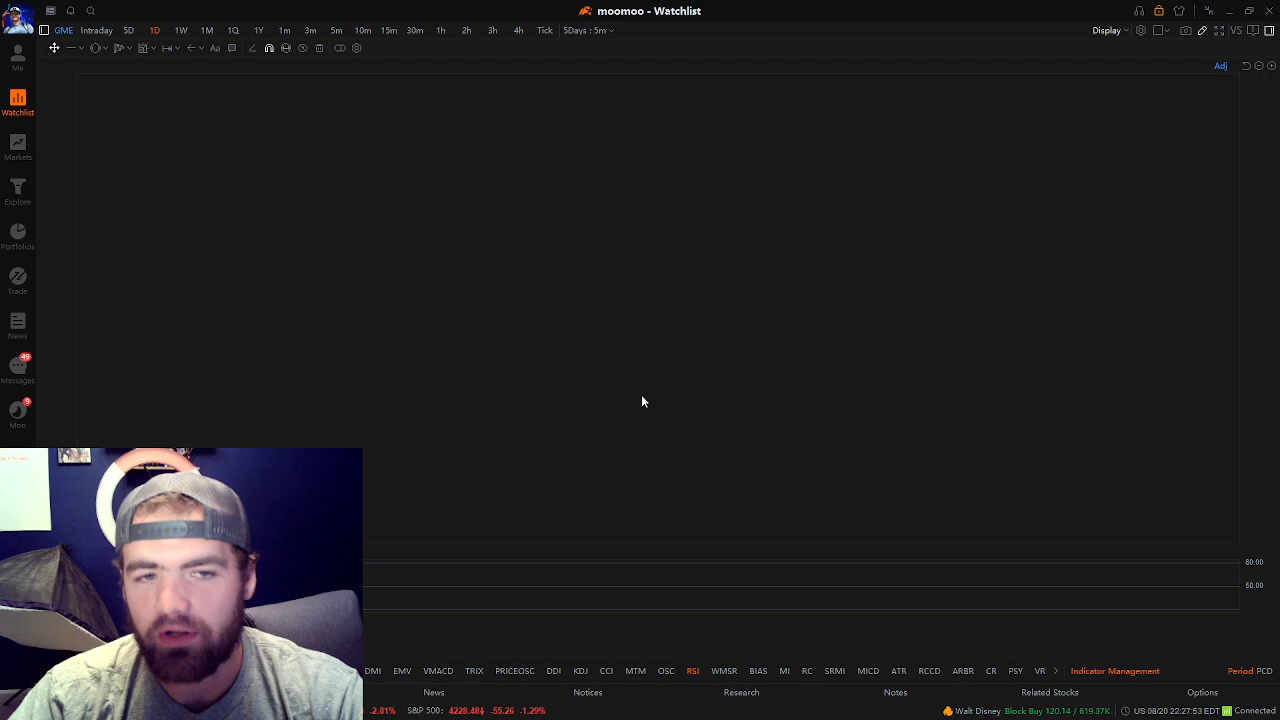 moomoo - Watchlist
GME Intraday 5D 1D 1W 1M 1Q 1Y 1m 3m 5m 10m 15m 30m 1h 2h 3h 4h Tick 5Days : 5m Display VS
Aa
Adj
Me
Watchlist
Markets
Explore
Portfolios
Trade
News
49
Messages
9
Moo
80.00
50.00
DMI EMV VMACD TRIX PRICEOSC DDI KDJ CCI MTM OSC RSI WMSR BIAS MI RC SRMI MICD ATR RCCD ARBR CR PSY VR Indicator Management Period PCD
News Notices Research Notes Related Stocks Options
-2.01% S&P 500: 4228.48 -55.26 -1.29% Walt Disney Block Buy 120.14 / 619.37K US 08/20 22:27:53 EDT Connected